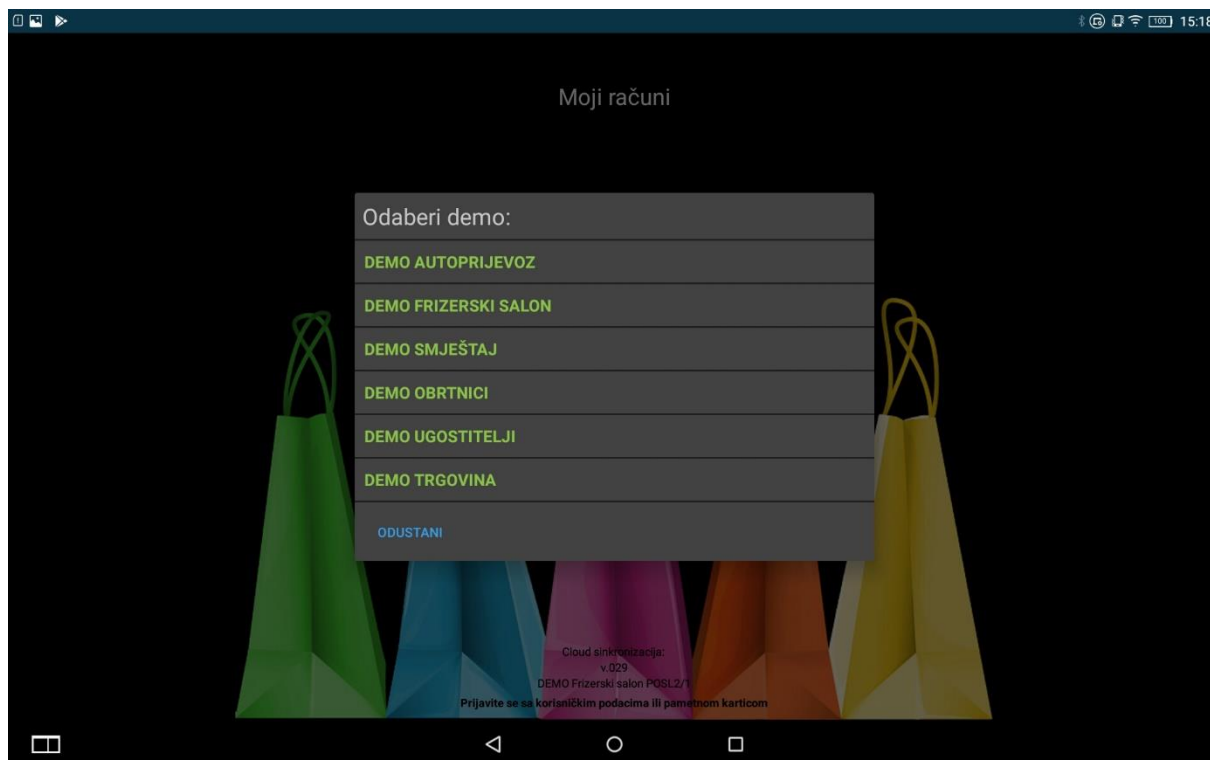 100 15:18
Moji računi
Odaberi demo:
DEMO AUTOPRIJEVOZ
DEMO FRIZERSKI SALON
DEMO SMJEŠTAJ
DEMO OBRTNICI
DEMO UGOSTITELJI
DEMO TRGOVINA
ODUSTANI
Cloud sinkronizacija:
v.029
DEMO Frizerski salon POSL2/1
Prijavite se sa korisničkim podacima ili pametnom karticom